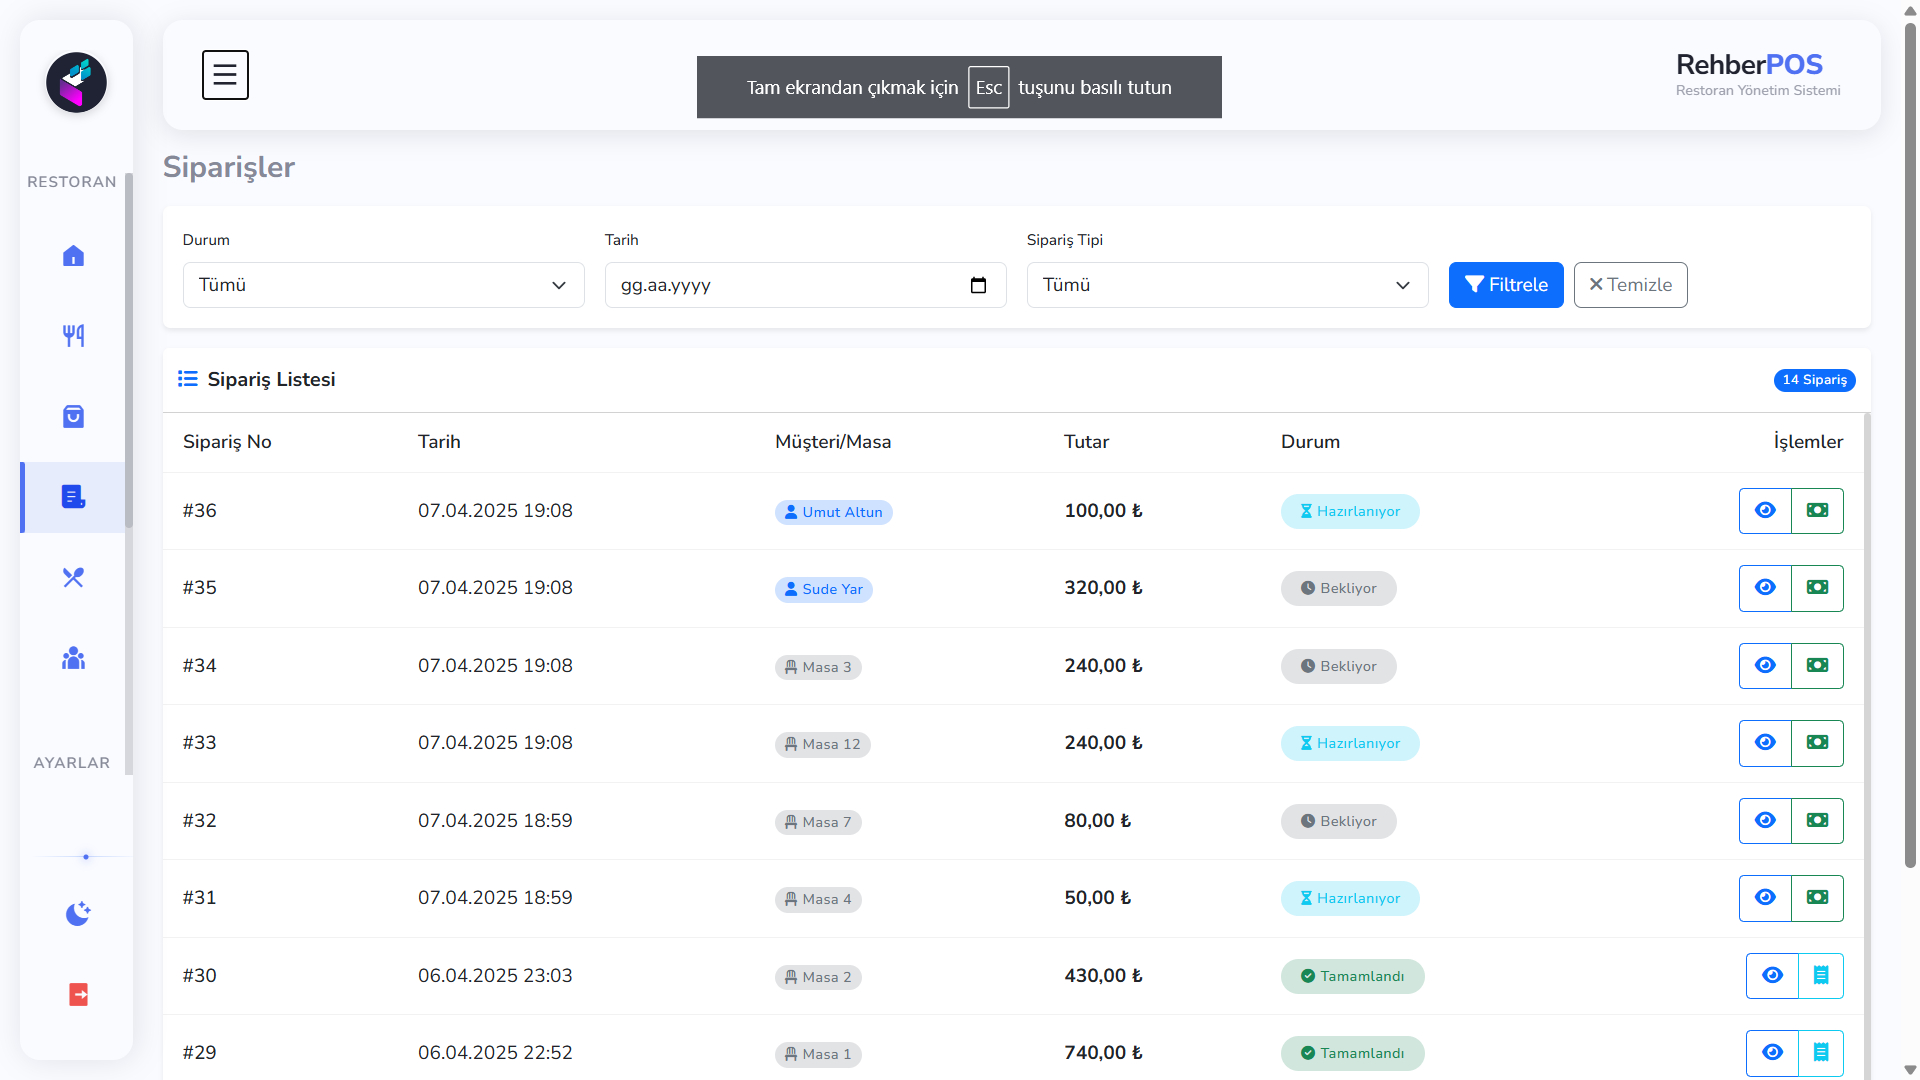 Tam ekrandan çıkmak için Esc tuşunu basılı tutun
RehberPOS
Restoran Yönetim Sistemi
RESTORAN
AYARLAR
Siparişler
Durum
Tümü
Tarih
gg.aa.yyyy
Sipariş Tipi
Tümü
Filtrele
Temizle
Sipariş Listesi
14 Sipariş
Sipariş No Tarih Müşteri/Masa Tutar Durum İşlemler
#36 07.04.2025 19:08 Umut Altun 100,00 ₺ Hazırlanıyor
#35 07.04.2025 19:08 Sude Yar 320,00 ₺ Bekliyor
#34 07.04.2025 19:08 Masa 3 240,00 ₺ Bekliyor
#33 07.04.2025 19:08 Masa 12 240,00 ₺ Hazırlanıyor
#32 07.04.2025 18:59 Masa 7 80,00 ₺ Bekliyor
#31 07.04.2025 18:59 Masa 4 50,00 ₺ Hazırlanıyor
#30 06.04.2025 23:03 Masa 2 430,00 ₺ Tamamlandı
#29 06.04.2025 22:52 Masa 1 740,00 ₺ Tamamlandı